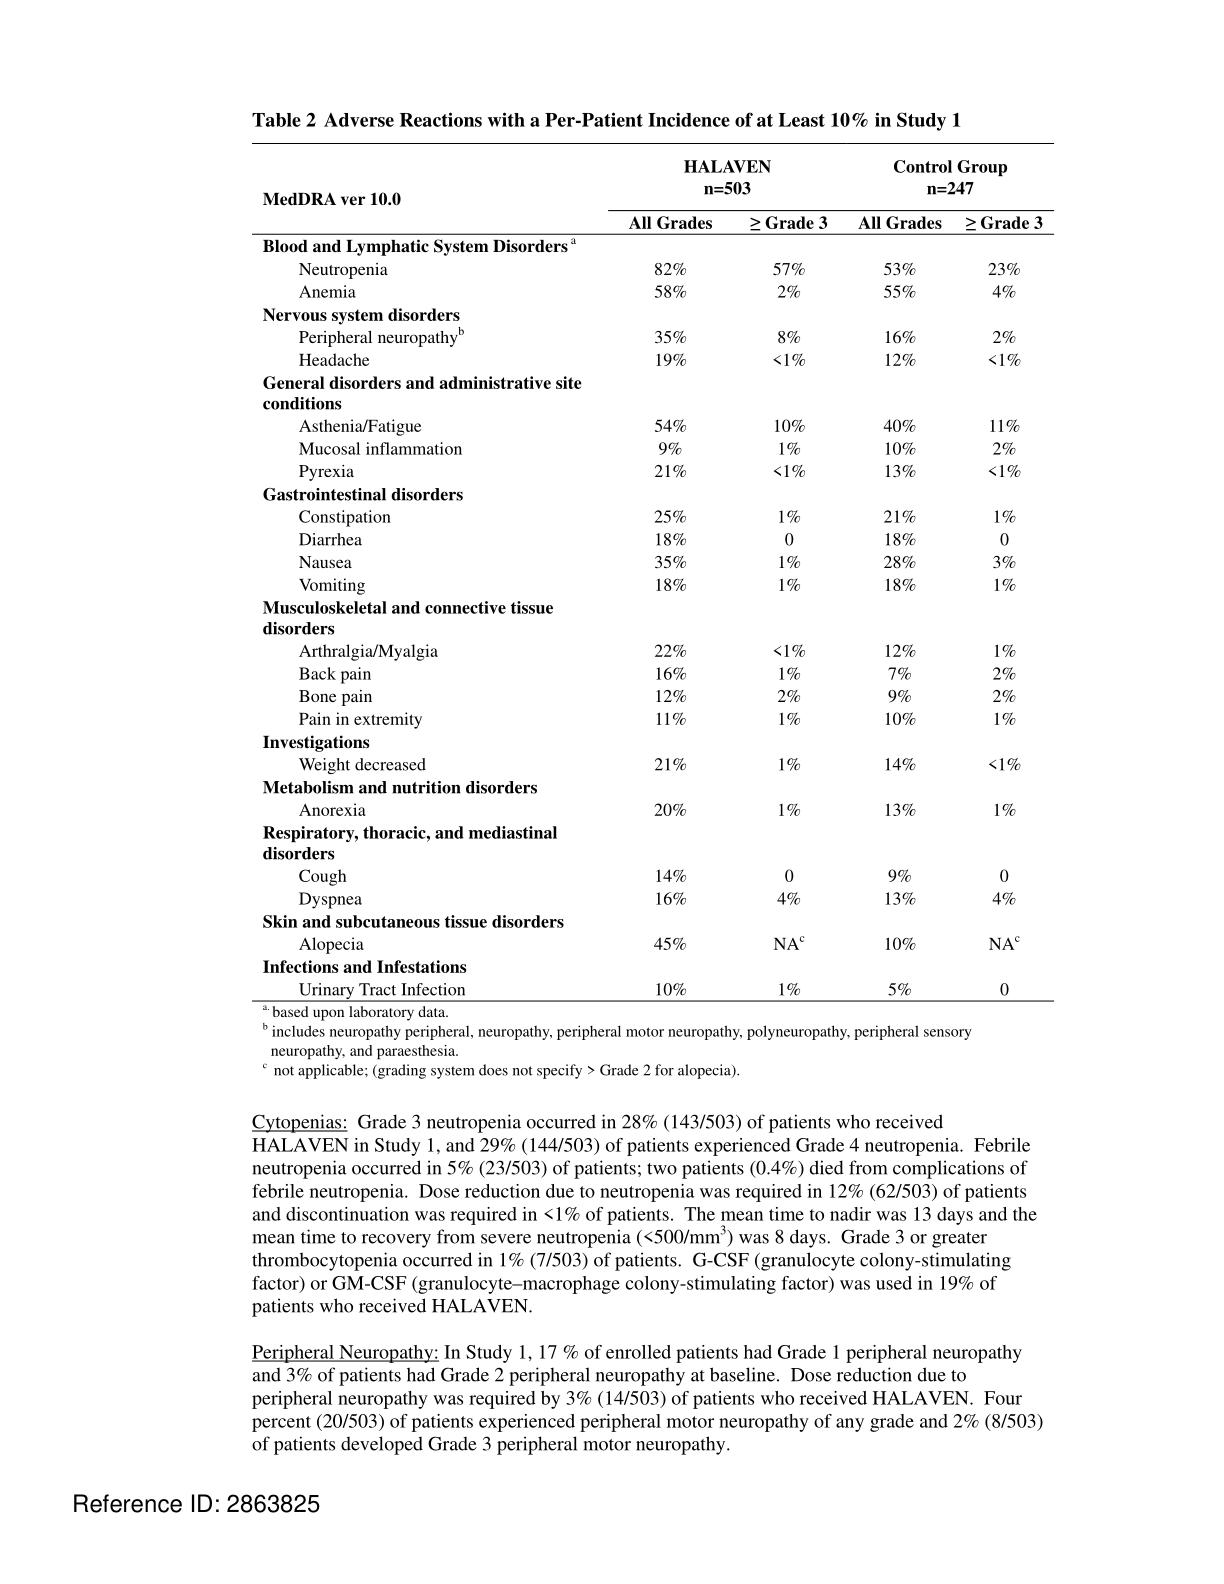 Table 2 Adverse Reactions with a Per-Patient Incidence of at Least 10% in Study 1
HALAVEN Control Group
n=503 n=247
MedDRA ver 10.0
All Grades ≥ Grade 3 All Grades ≥ Grade 3
Blood and Lymphatic System Disorders a
Neutropenia 82% 57% 53% 23%
Anemia 58% 2% 55% 4%
Nervous system disorders
Peripheral neuropathyb 35% 8% 16% 2%
Headache 19% <1% 12% <1%
General disorders and administrative site
conditions
Asthenia/Fatigue 54% 10% 40% 11%
Mucosal inflammation 9% 1% 10% 2%
Pyrexia 21% <1% 13% <1%
Gastrointestinal disorders
Constipation 25% 1% 21% 1%
Diarrhea 18% 0 18% 0
Nausea 35% 1% 28% 3%
Vomiting 18% 1% 18% 1%
Musculoskeletal and connective tissue
disorders
Arthralgia/Myalgia 22% <1% 12% 1%
Back pain 16% 1% 7% 2%
Bone pain 12% 2% 9% 2%
Pain in extremity 11% 1% 10% 1%
Investigations
Weight decreased 21% 1% 14% <1%
Metabolism and nutrition disorders
Anorexia 20% 1% 13% 1%
Respiratory, thoracic, and mediastinal
disorders
Cough 14% 0 9% 0
Dyspnea 16% 4% 13% 4%
Skin and subcutaneous tissue disorders
Alopecia 45% NAc 10% NAc
Infections and Infestations
Urinary Tract Infection 10% 1% 5% 0
a. based upon laboratory data.
b includes neuropathy peripheral, neuropathy, peripheral motor neuropathy, polyneuropathy, peripheral sensory
neuropathy, and paraesthesia.
c not applicable; (grading system does not specify > Grade 2 for alopecia).
Cytopenias: Grade 3 neutropenia occurred in 28% (143/503) of patients who received
HALAVEN in Study 1, and 29% (144/503) of patients experienced Grade 4 neutropenia. Febrile
neutropenia occurred in 5% (23/503) of patients; two patients (0.4%) died from complications of
febrile neutropenia. Dose reduction due to neutropenia was required in 12% (62/503) of patients
and discontinuation was required in <1% of patients. The mean time to nadir was 13 days and the
mean time to recovery from severe neutropenia (<500/mm3) was 8 days. Grade 3 or greater
thrombocytopenia occurred in 1% (7/503) of patients. G-CSF (granulocyte colony-stimulating
factor) or GM-CSF (granulocyte–macrophage colony-stimulating factor) was used in 19% of
patients who received HALAVEN.
Peripheral Neuropathy: In Study 1, 17 % of enrolled patients had Grade 1 peripheral neuropathy
and 3% of patients had Grade 2 peripheral neuropathy at baseline. Dose reduction due to
peripheral neuropathy was required by 3% (14/503) of patients who received HALAVEN. Four
percent (20/503) of patients experienced peripheral motor neuropathy of any grade and 2% (8/503)
of patients developed Grade 3 peripheral motor neuropathy.
Reference ID: 2863825